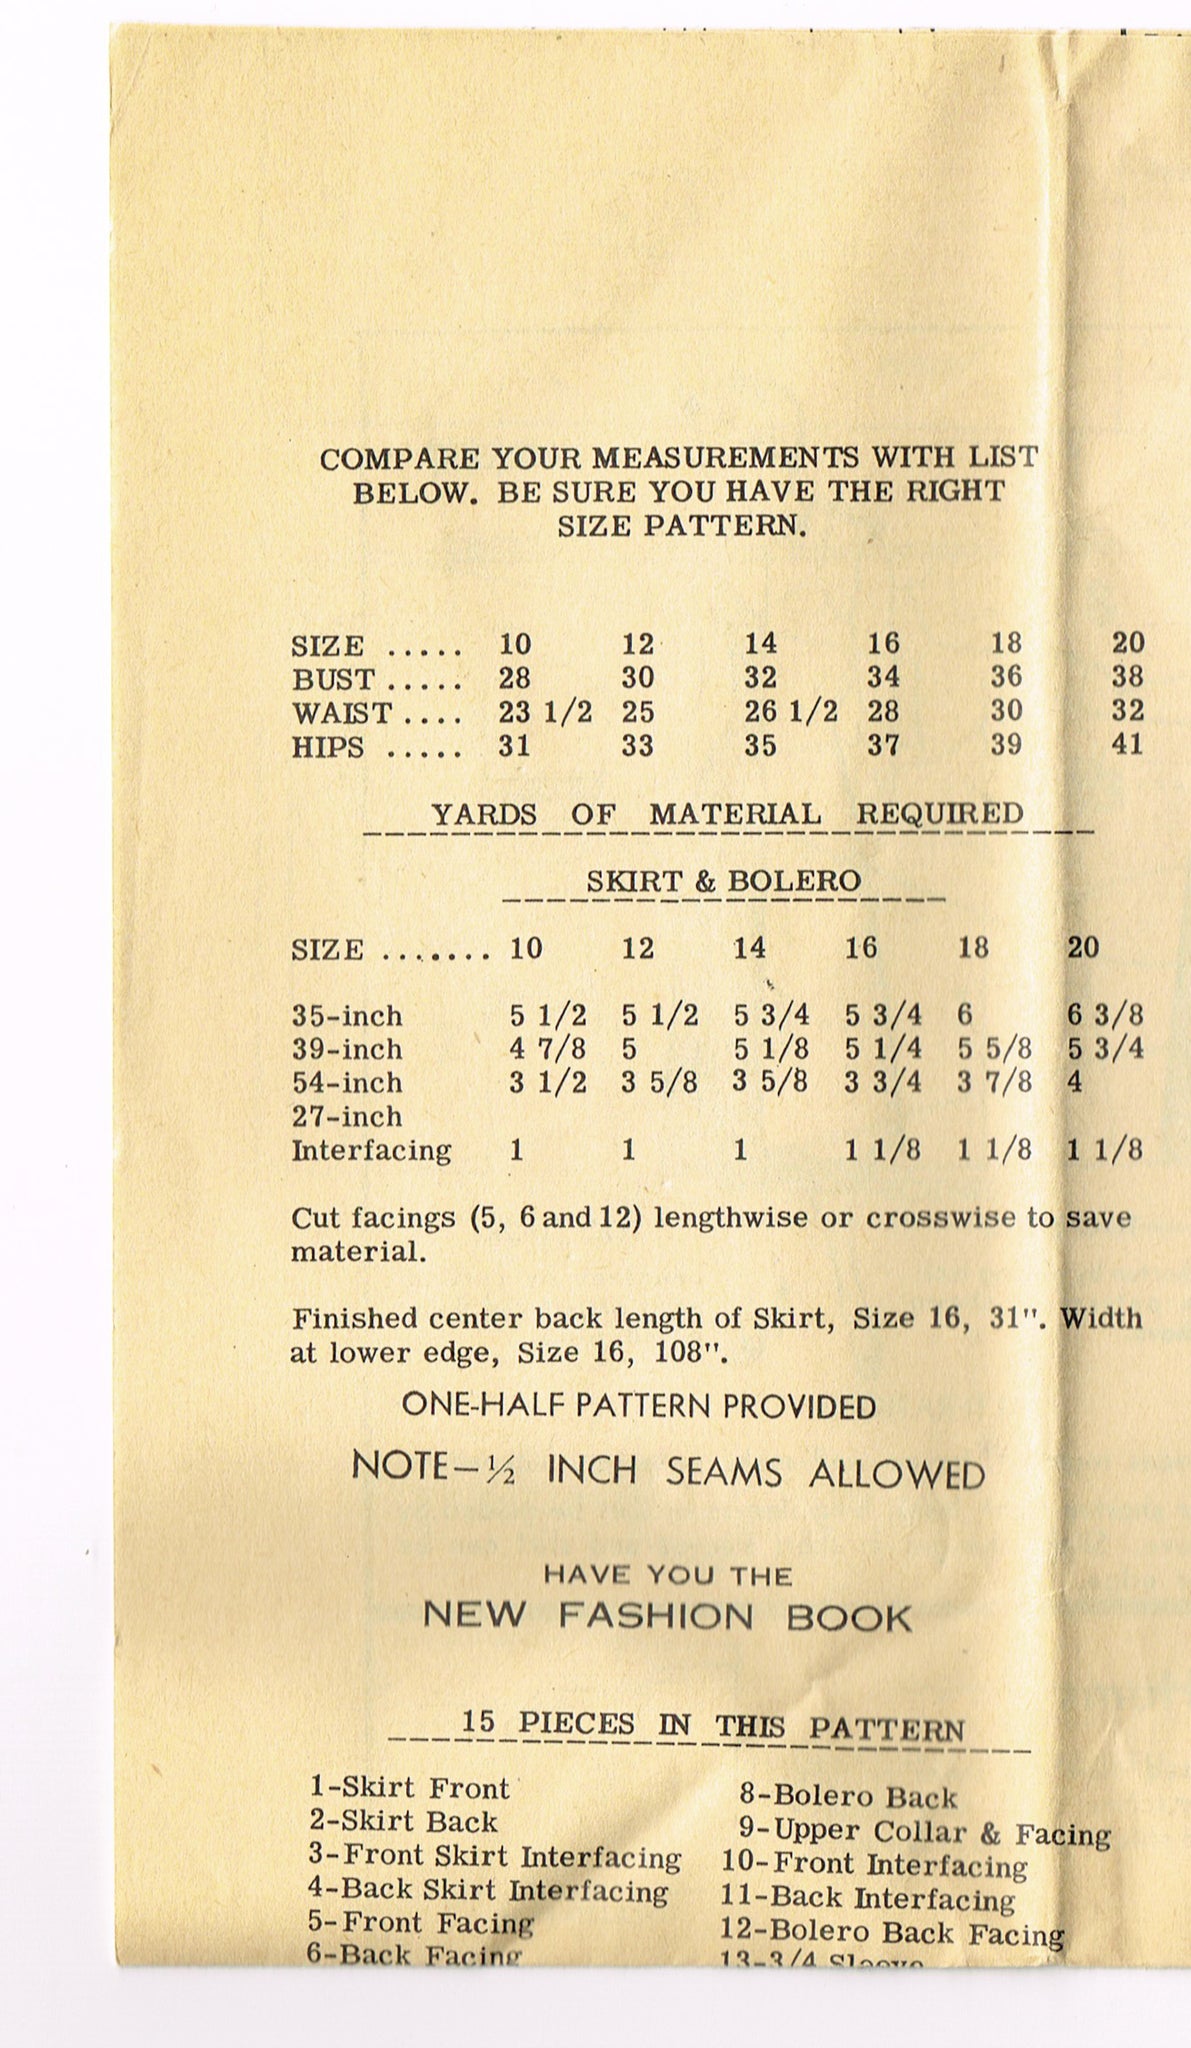 COMPARE YOUR MEASUREMENTS WITH LIST
BELOW. BE SURE YOU HAVE THE RIGHT
SIZE PATTERN.
SIZE ..... 10 12 14 16 18 20
BUST ..... 28 30 32 34 36 38
WAIST .... 23 1/2 25 26 1/2 28 30 32
HIPS ..... 31 33 35 37 39 41
YARDS OF MATERIAL REQUIRED
SKIRT & BOLERO
SIZE ....... 10 12 14 16 18 20
35-inch 5 1/2 5 1/2 5 3/4 5 3/4 6 6 3/8
39-inch 4 7/8 5 5 1/8 5 1/4 5 5/8 5 3/4
54-inch 3 1/2 3 5/8 3 5/8 3 3/4 3 7/8 4
27-inch
Interfacing 1 1 1 1 1/8 1 1/8 1 1/8
Cut facings (5, 6 and 12) lengthwise or crosswise to save
material.
Finished center back length of Skirt, Size 16, 31". Width
at lower edge, Size 16, 108".
ONE-HALF PATTERN PROVIDED
NOTE–½ INCH SEAMS ALLOWED
HAVE YOU THE
NEW FASHION BOOK
15 PIECES IN THIS PATTERN
1-Skirt Front
2-Skirt Back
3-Front Skirt Interfacing
4-Back Skirt Interfacing
5-Front Facing
6-Back Facing
8-Bolero Back
9-Upper Collar & Facing
10-Front Interfacing
11-Back Interfacing
12-Bolero Back Facing
13-3/4 Sleeve